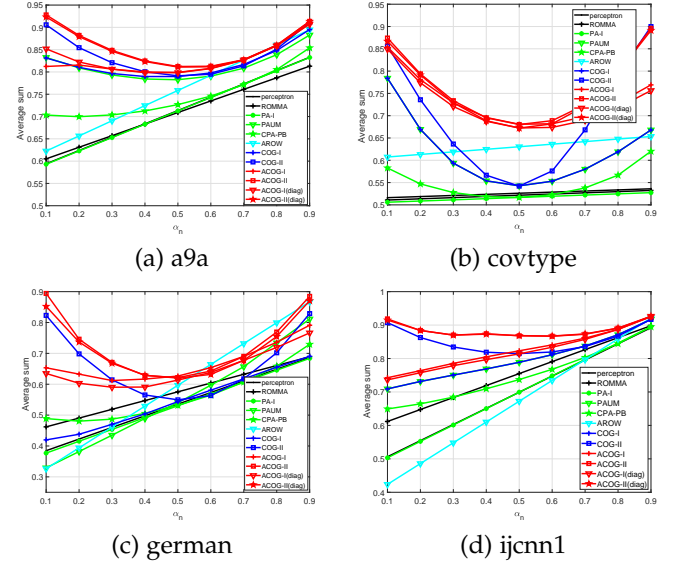 0.95
0.9
0.85
0.8
0.75
0.7
0.65
0.6
0.55
0.5
Average sum
perceptron
ROMMA
PA-I
PAUM
CPA-PB
AROW
COG-I
COG-II
ACOG-I
ACOG-II
ACOG-I(diag)
ACOG-II(diag)
0.1 0.2 0.3 0.4 0.5 0.6 0.7 0.8 0.9
αn
(a) a9a
0.95
0.9
0.85
0.8
0.75
0.7
0.65
0.6
0.55
0.5
Average sum
perceptron
ROMMA
PA-I
PAUM
CPA-PB
AROW
COG-I
COG-II
ACOG-I
ACOG-II
ACOG-I(diag)
ACOG-II(diag)
0.1 0.2 0.3 0.4 0.5 0.6 0.7 0.8 0.9
αn
(b) covtype
0.9
0.8
0.7
0.6
0.5
0.4
0.3
Average sum
perceptron
ROMMA
PA-I
PAUM
CPA-PB
AROW
COG-I
COG-II
ACOG-I
ACOG-II
ACOG-I(diag)
ACOG-II(diag)
0.1 0.2 0.3 0.4 0.5 0.6 0.7 0.8 0.9
αn
(c) german
1
0.9
0.8
0.7
0.6
0.5
0.4
Average sum
perceptron
ROMMA
PA-I
PAUM
CPA-PB
AROW
COG-I
COG-II
ACOG-I
ACOG-II
ACOG-I(diag)
ACOG-II(diag)
0.1 0.2 0.3 0.4 0.5 0.6 0.7 0.8 0.9
αn
(d) ijcnn1